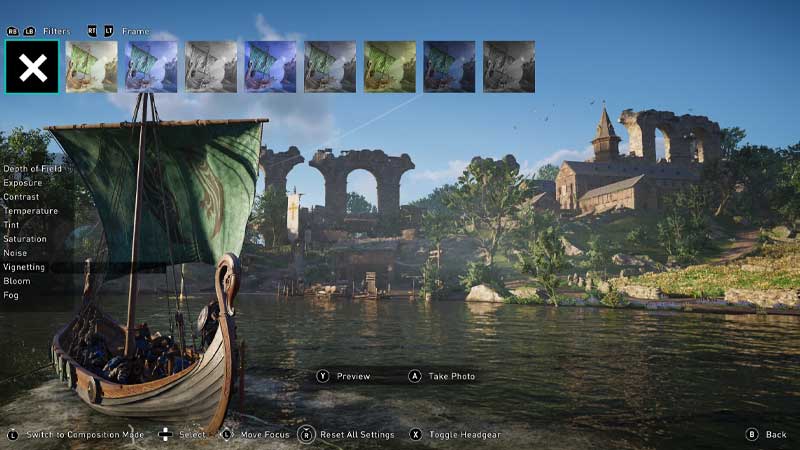 RB LB Filters RT LT Frame
Depth of Field
Exposure
Contrast
Temperature
Tint
Saturation
Noise
Vignetting
Bloom
Fog
Y Preview A Take Photo
L Switch to Composition Mode Select L Move Focus R Reset All Settings X Toggle Headgear B Back